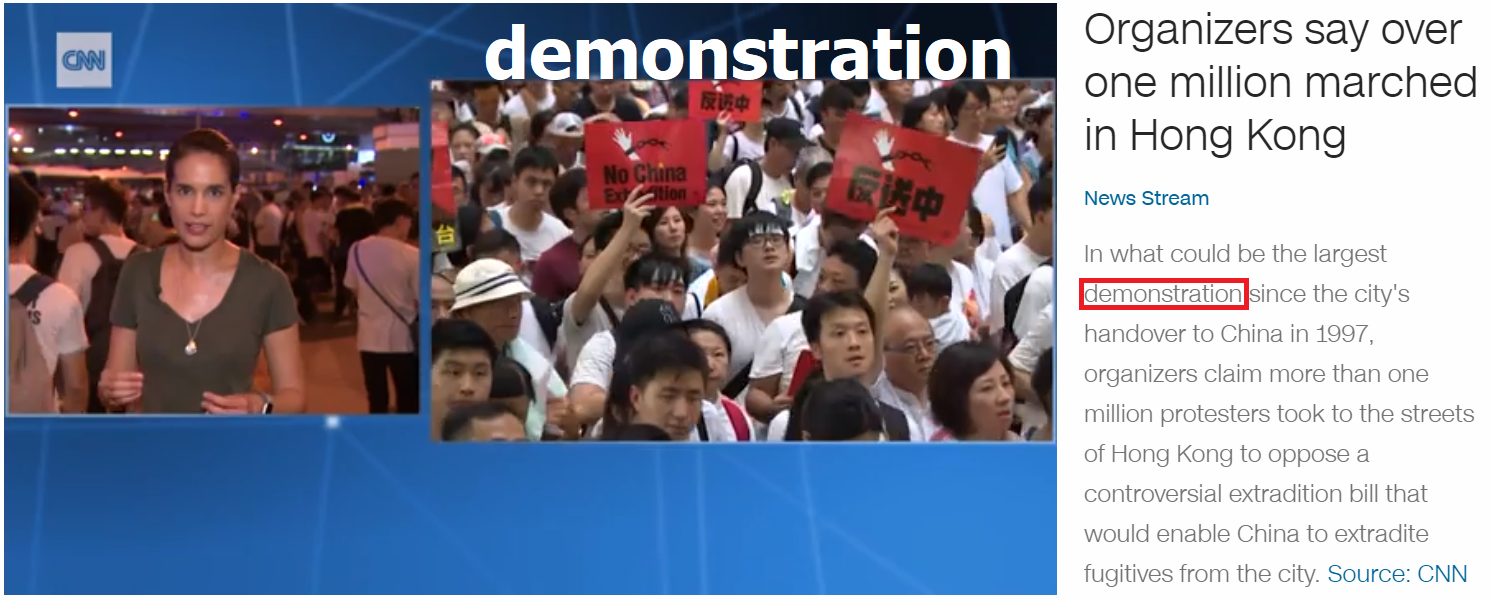 CNN
demonstration
反送中
No China
Extradition
反送中
台
Organizers say over
one million marched
in Hong Kong
News Stream
In what could be the largest
demonstration since the city's
handover to China in 1997,
organizers claim more than one
million protesters took to the streets
of Hong Kong to oppose a
controversial extradition bill that
would enable China to extradite
fugitives from the city. Source: CNN